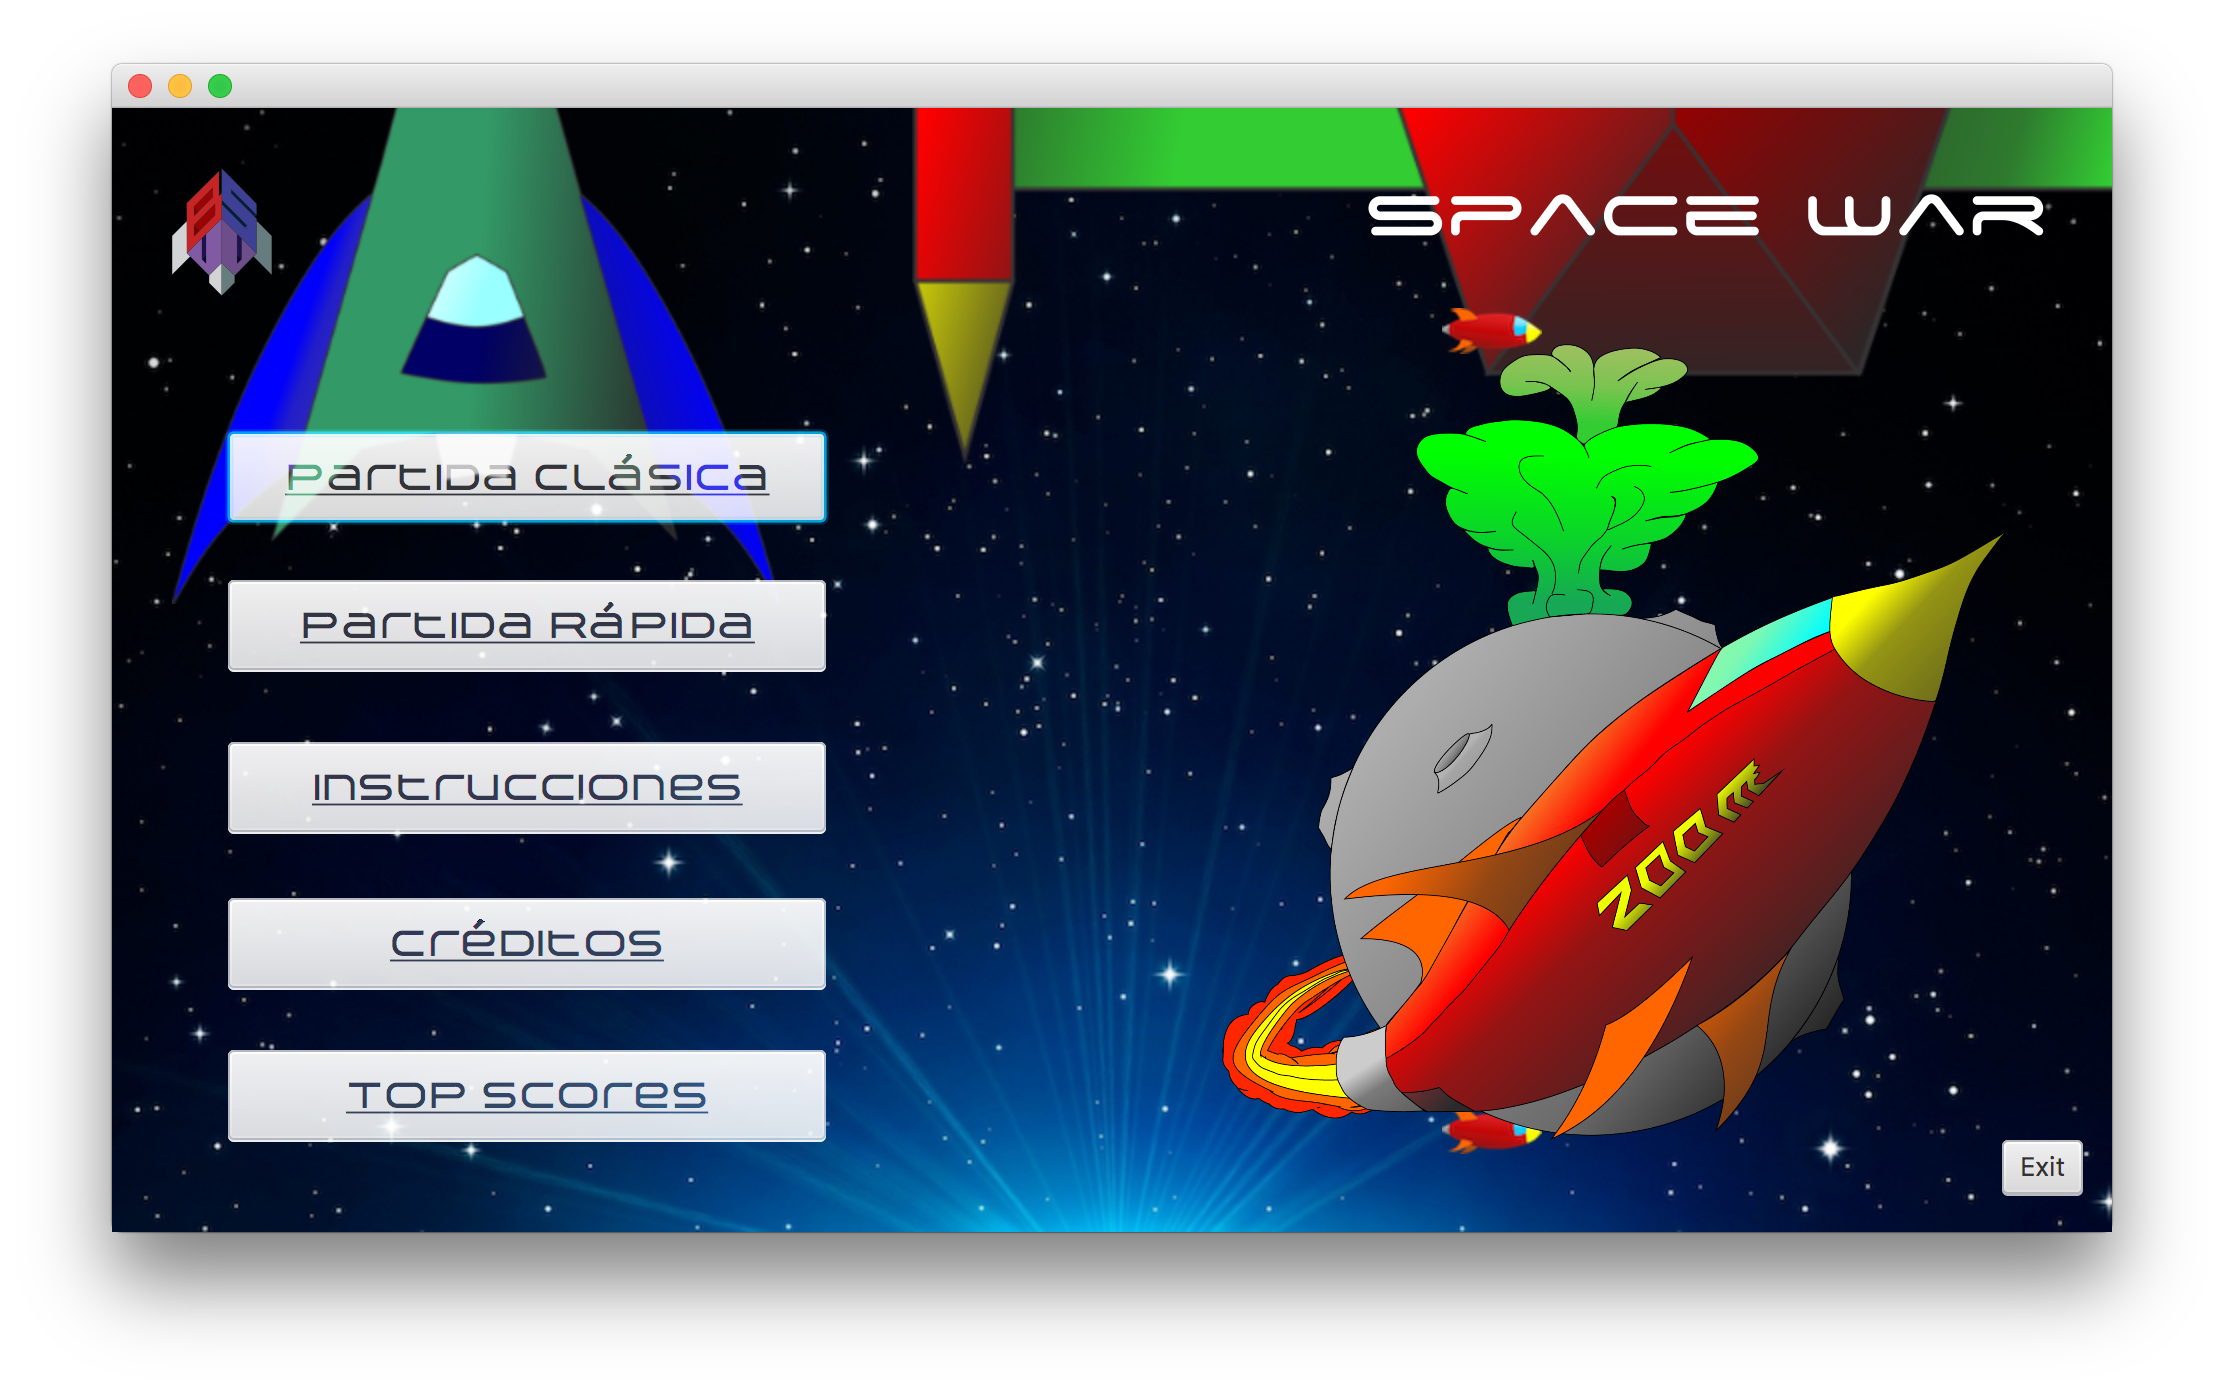 SPACE WAR
Partida Clásica
Partida Rápida
Instrucciones
Créditos
Top Scores
ZOOM
Exit